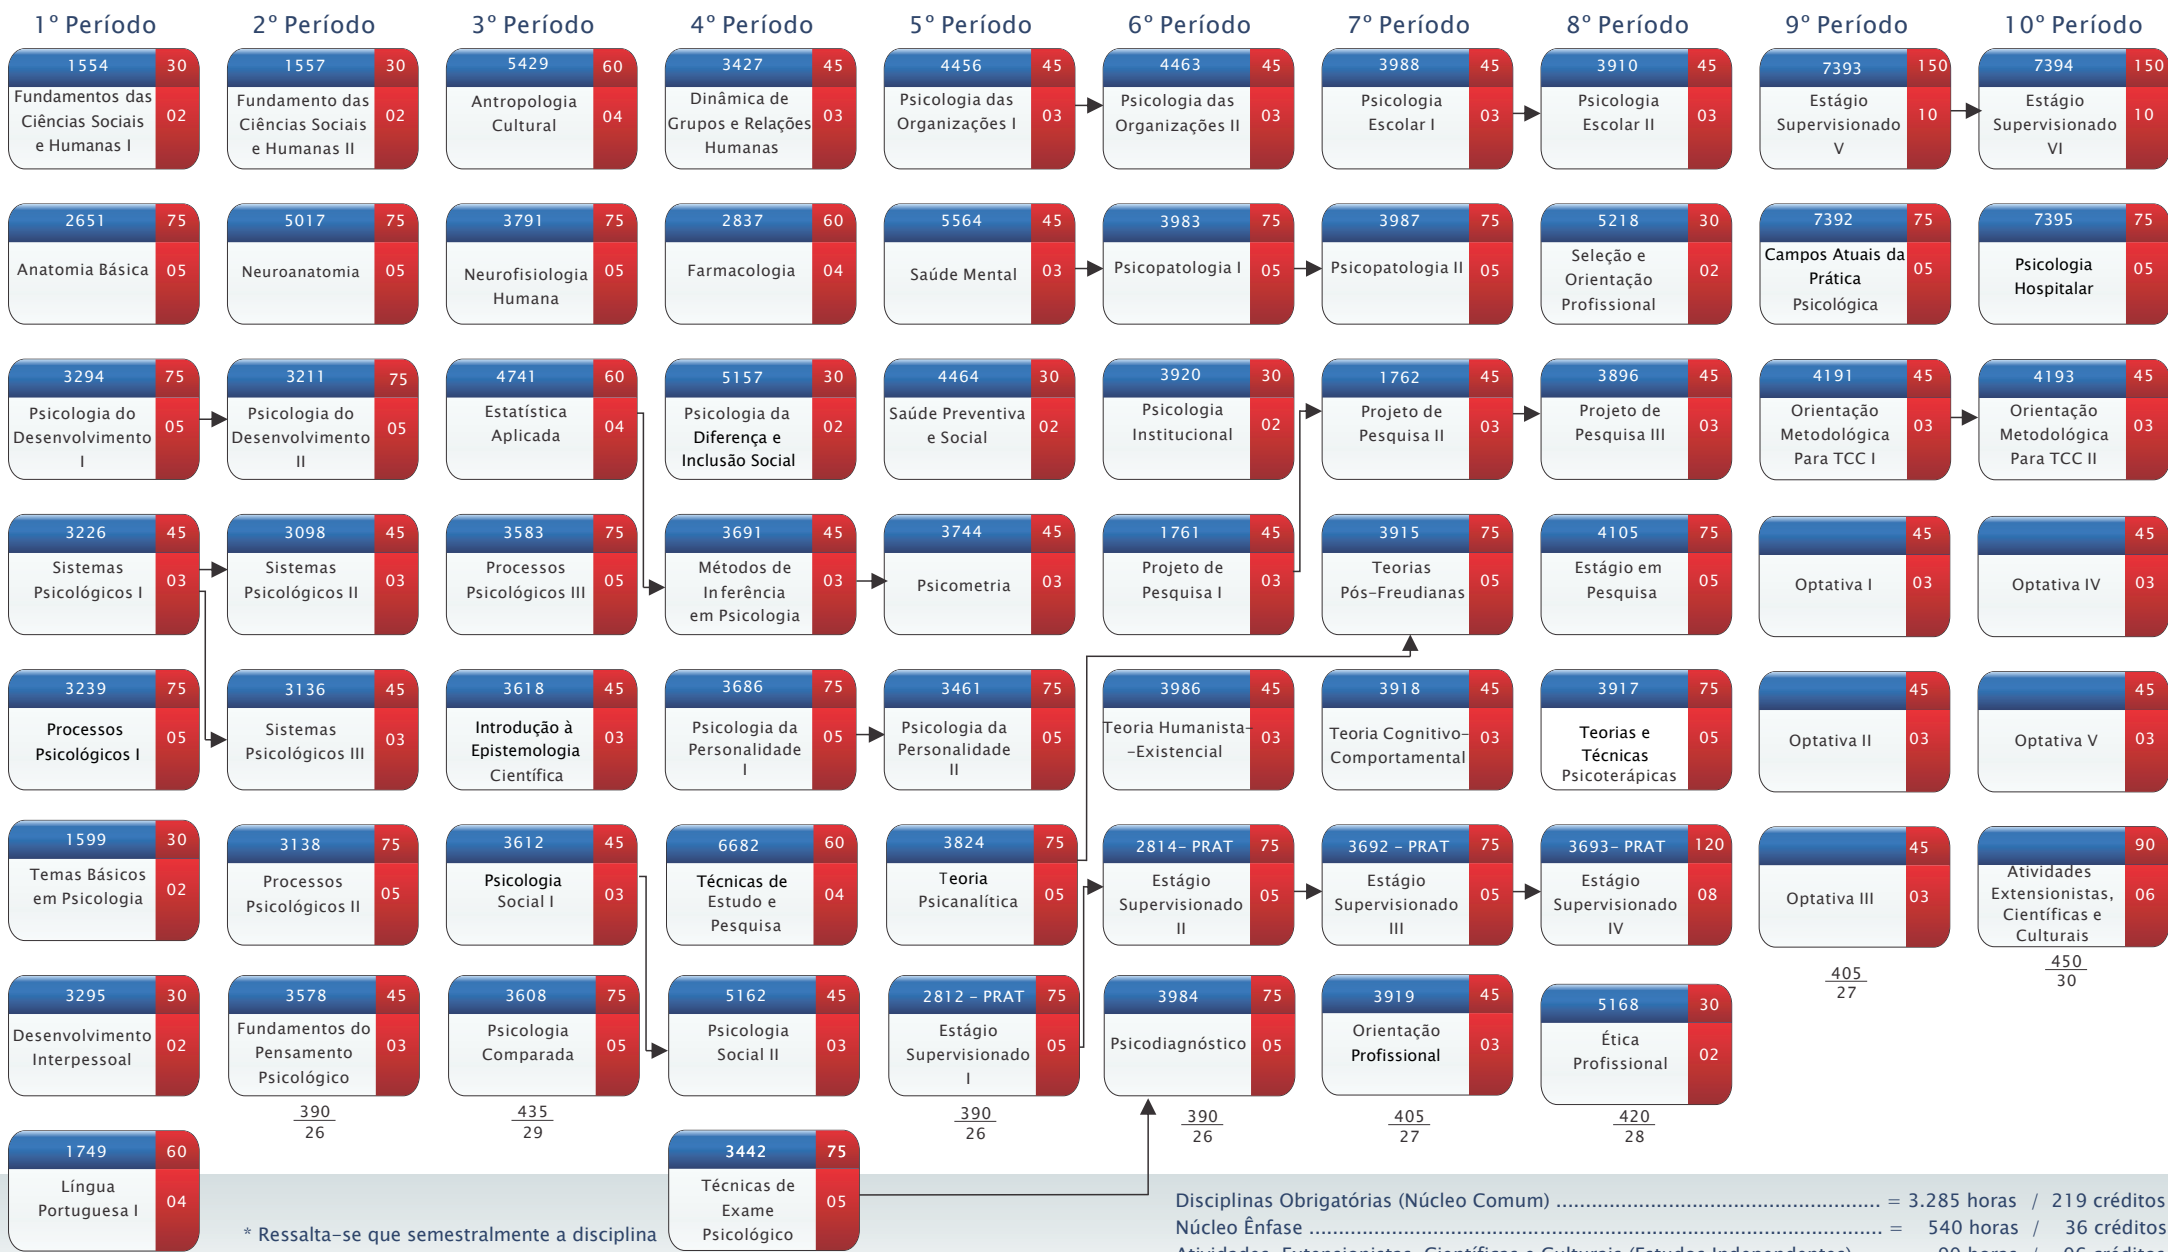 1º Período
1554 30
Fundamentos das
Ciências Sociais
e Humanas I
02
2651 75
Anatomia Básica 05
3294 75
Psicologia do
Desenvolvimento
I
05
3226 45
Sistemas
Psicológicos I
03
3239 75
Processos
Psicológicos I
05
1599 30
Temas Básicos
em Psicologia
02
3295 30
Desenvolvimento
Interpessoal
02
1749 60
Língua
Portuguesa I
04
2º Período
1557 30
Fundamento das
Ciências Sociais
e Humanas II
02
5017 75
Neuroanatomia 05
3211 75
Psicologia do
Desenvolvimento
II
05
3098 45
Sistemas
Psicológicos II
03
3136 45
Sistemas
Psicológicos III
03
3138 75
Processos
Psicológicos II
05
3578 45
Fundamentos do
Pensamento
Psicológico
03
390
26
3º Período
5429 60
Antropologia
Cultural
04
3791 75
Neurofisiologia
Humana
05
4741 60
Estatística
Aplicada
04
3583 75
Processos
Psicológicos III
05
3618 45
Introdução à
Epistemologia
Científica
03
3612 45
Psicologia
Social I
03
3608 75
Psicologia
Comparada
05
435
29
4º Período
3427 45
Dinâmica de
Grupos e Relações
Humanas
03
2837 60
Farmacologia 04
5157 30
Psicologia da
Diferença e
Inclusão Social
02
3691 45
Métodos de
Inferência
em Psicologia
03
3686 75
Psicologia da
Personalidade
I
05
6682 60
Técnicas de
Estudo e
Pesquisa
04
5162 45
Psicologia
Social II
03
3442 75
Técnicas de
Exame
Psicológico
05
5º Período
4456 45
Psicologia das
Organizações I
03
5564 45
Saúde Mental 03
4464 30
Saúde Preventiva
e Social
02
3744 45
Psicometria 03
3461 75
Psicologia da
Personalidade
II
05
3824 75
Teoria
Psicanalítica
05
2812 - PRAT 75
Estágio
Supervisionado
I
05
390
26
6º Período
4463 45
Psicologia das
Organizações II
03
3983 75
Psicopatologia I 05
3920 30
Psicologia
Institucional
02
1761 45
Projeto de
Pesquisa I
03
3986 45
Teoria Humanista-
-Existencial
03
2814- PRAT 75
Estágio
Supervisionado
II
05
3984 75
Psicodiagnóstico 05
390
26
7º Período
3988 45
Psicologia
Escolar I
03
3987 75
Psicopatologia II 05
1762 45
Projeto de
Pesquisa II
03
3915 75
Teorias
Pós-Freudianas
05
3918 45
Teoria Cognitivo-
Comportamental
03
3692 - PRAT 75
Estágio
Supervisionado
III
05
3919 45
Orientação
Profissional
03
405
27
8º Período
3910 45
Psicologia
Escolar II
03
5218 30
Seleção e
Orientação
Profissional
02
3896 45
Projeto de
Pesquisa III
03
4105 75
Estágio em
Pesquisa
05
3917 75
Teorias e
Técnicas
Psicoterápicas
05
3693- PRAT 120
Estágio
Supervisionado
IV
08
5168 30
Ética
Profissional
02
420
28
9º Período
7393 150
Estágio
Supervisionado
V
10
7392 75
Campos Atuais da
Prática
Psicológica
05
4191 45
Orientação
Metodológica
Para TCC I
03
45
Optativa I 03
45
Optativa II 03
45
Optativa III 03
405
27
10º Período
7394 150
Estágio
Supervisionado
VI
10
7395 75
Psicologia
Hospitalar
05
4193 45
Orientação
Metodológica
Para TCC II
03
45
Optativa IV 03
45
Optativa V 03
90
Atividades
Extensionistas,
Científicas e
Culturais
06
450
30
* Ressalta-se que semestralmente a disciplina
Disciplinas Obrigatórias (Núcleo Comum) ................................................................................ = 3.285 horas / 219 créditos
Núcleo Ênfase ................................................................................ = 540 horas / 36 créditos
Atividades Extensionistas, Científicas e Culturais (Estudos Independentes) 90 horas / 06 créditos